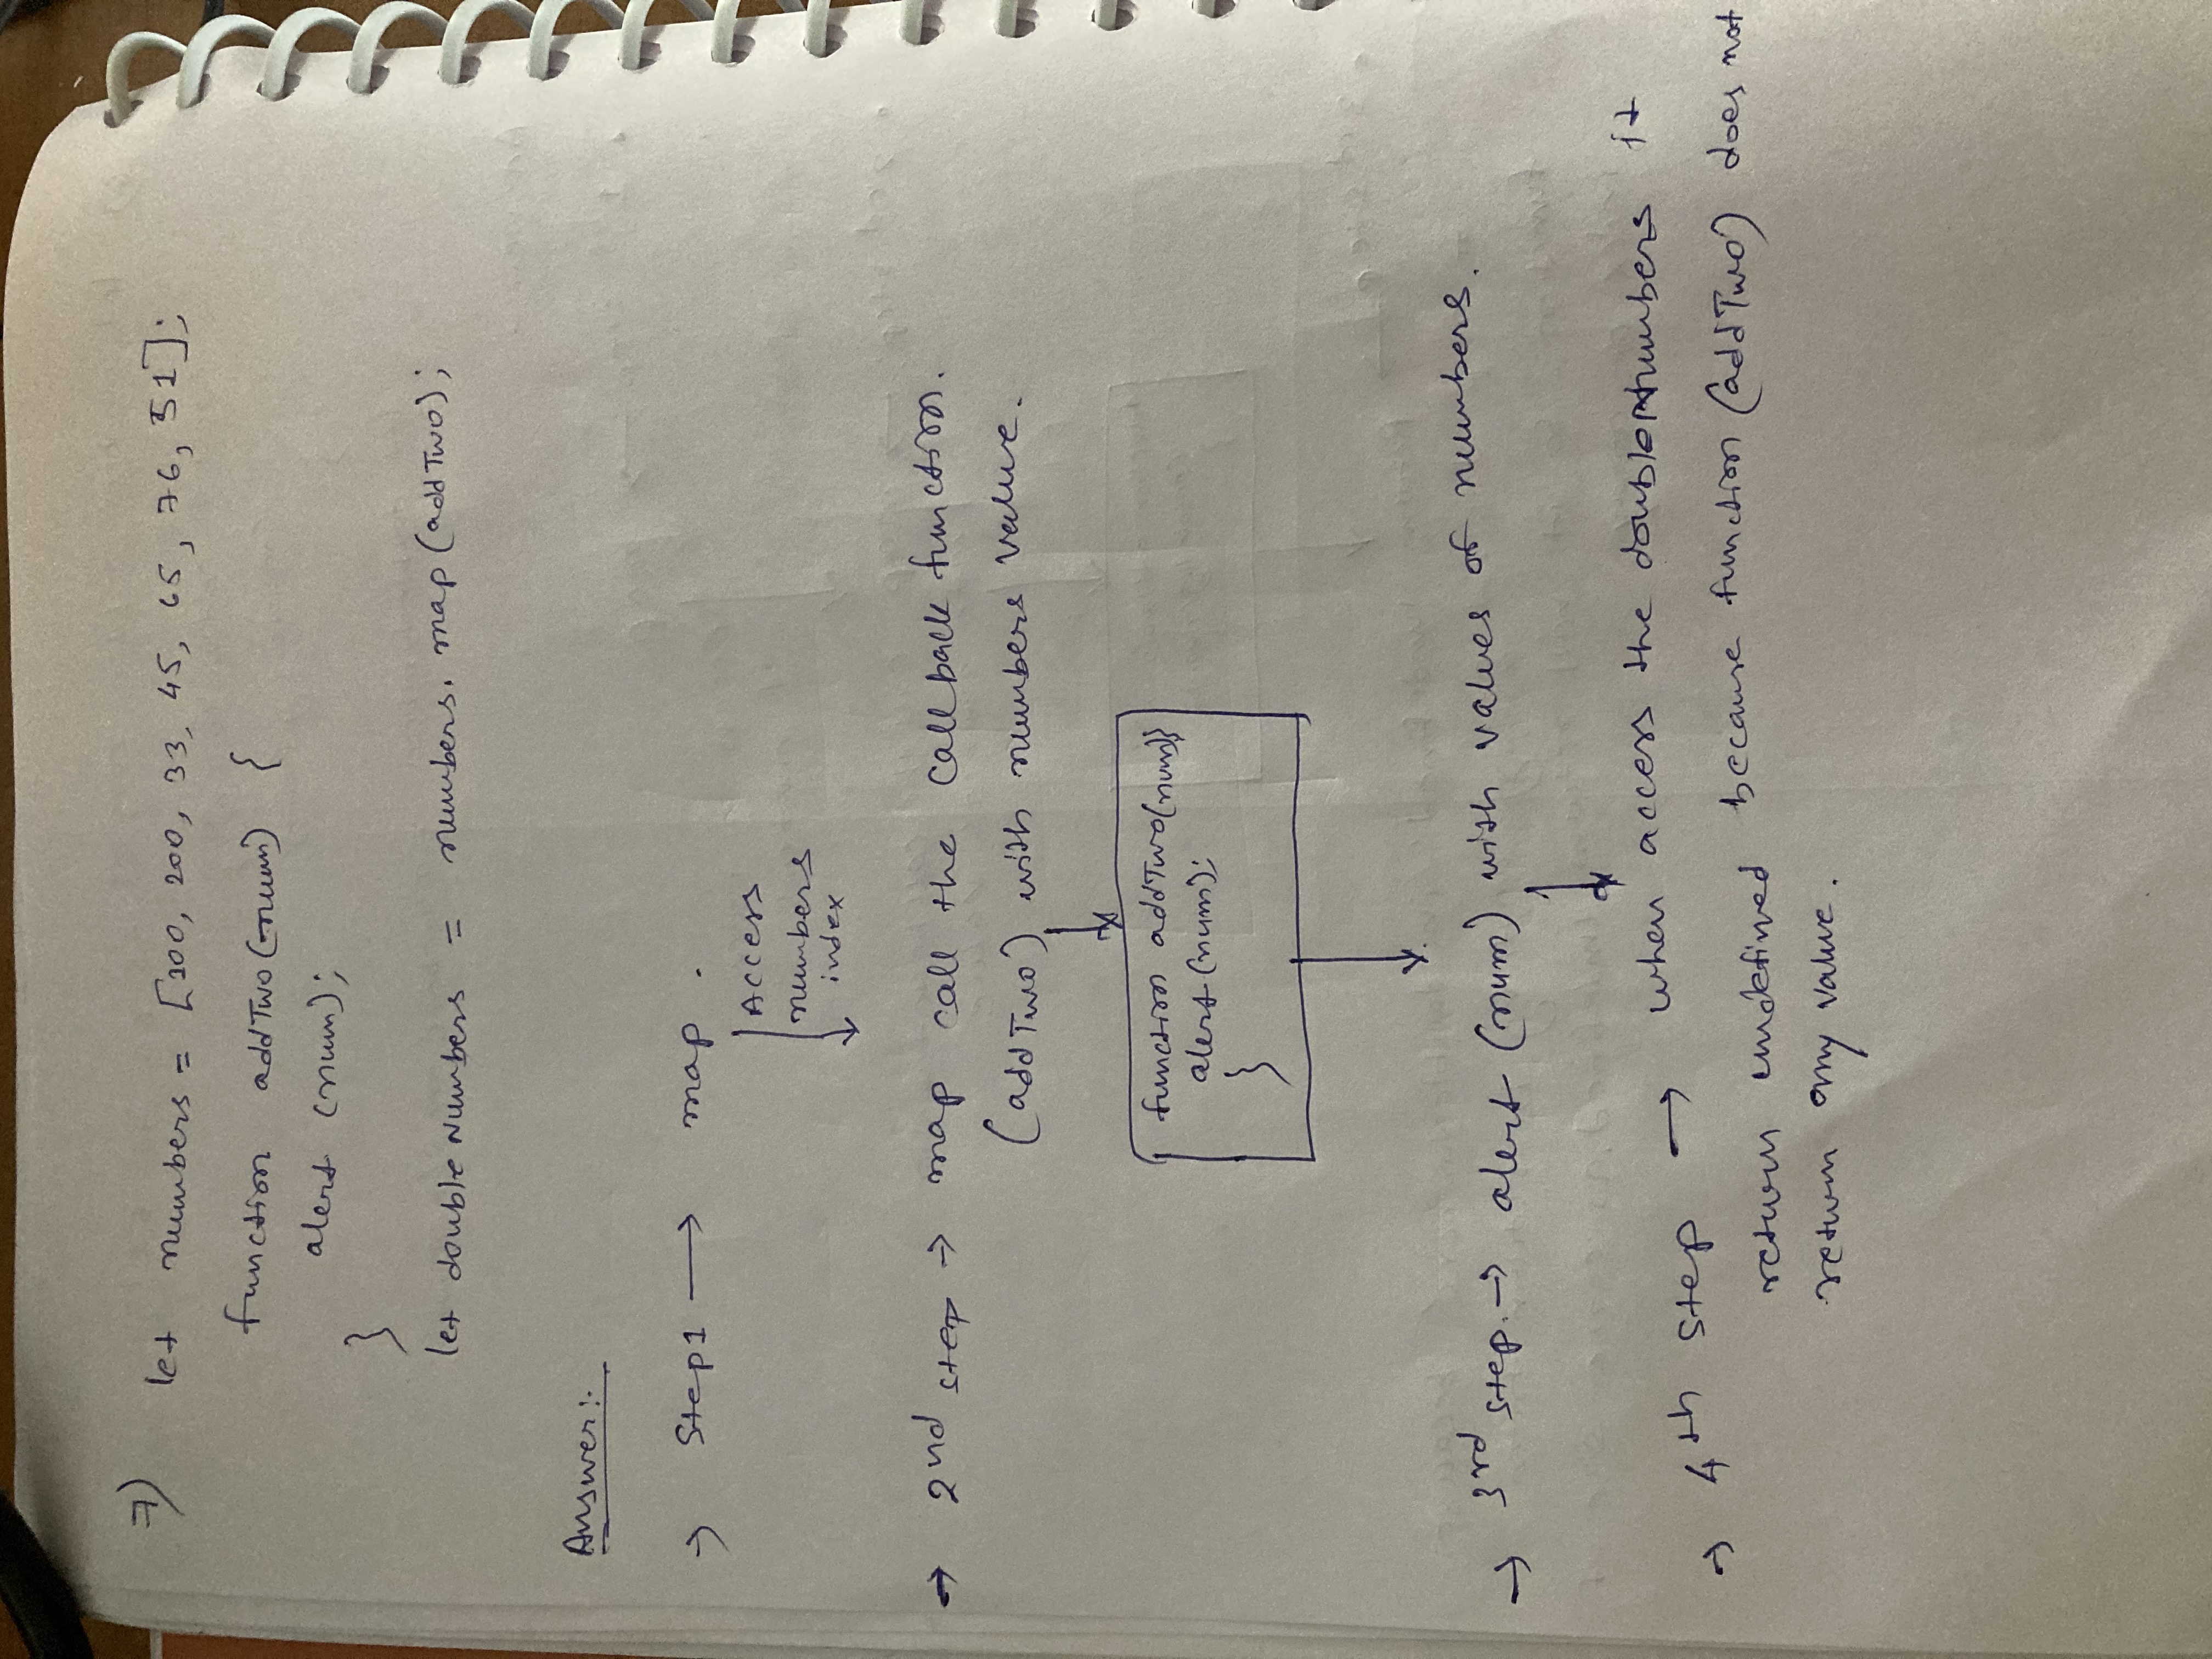 7) let numbers = [100, 200, 33, 45, 65, 76, 51];
function addTwo(num) {
alert (num);
}
let doubleNumbers = numbers. map (addTwo);
Answer:-
→ Step1 → map .
Access
numbers
index
→ 2nd step → map call the callback function.
(addTwo) with numbers value.
function addTwo(num){
alert (num);
}
→ 3rd step. → alert (num) with values of numbers.
→ 4th step → when access the doubleNumbers it
return undefined because function (addTwo) does not
return any value.